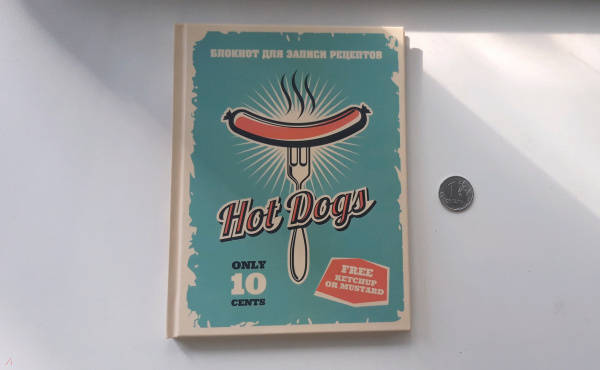 БЛОКНОТ ДЛЯ ЗАПИСИ РЕЦЕПТОВ
Hot Dogs
ONLY
10
CENTS
FREE
KETCHUP
OR MUSTARD